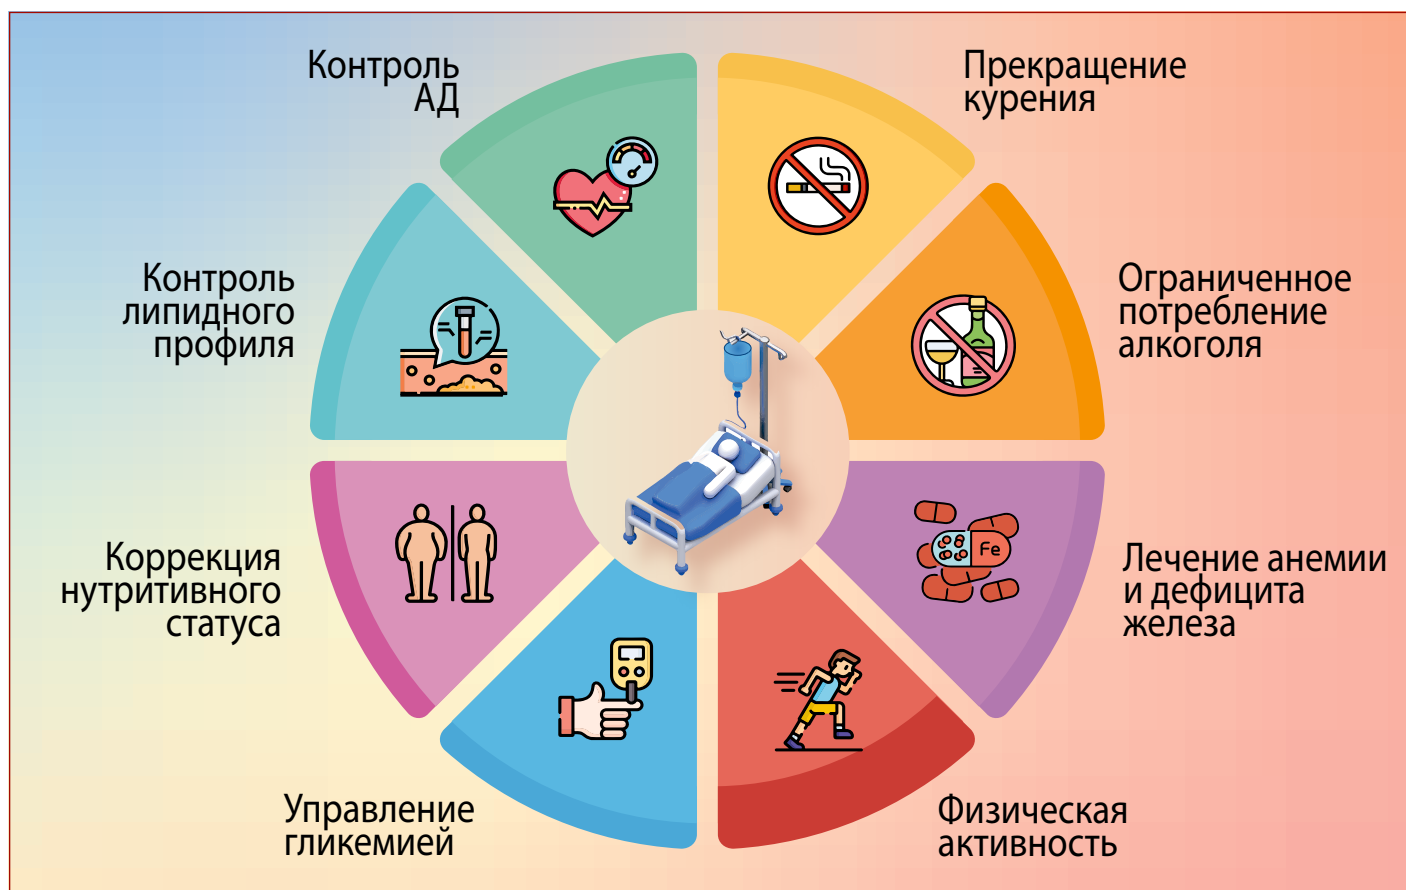 Контроль
АД
Прекращение
курения
Контроль
липидного
профиля
Ограниченное
потребление
алкоголя
Fe
Коррекция
нутритивного
статуса
Лечение анемии
и дефицита
железа
Управление
гликемией
Физическая
активность